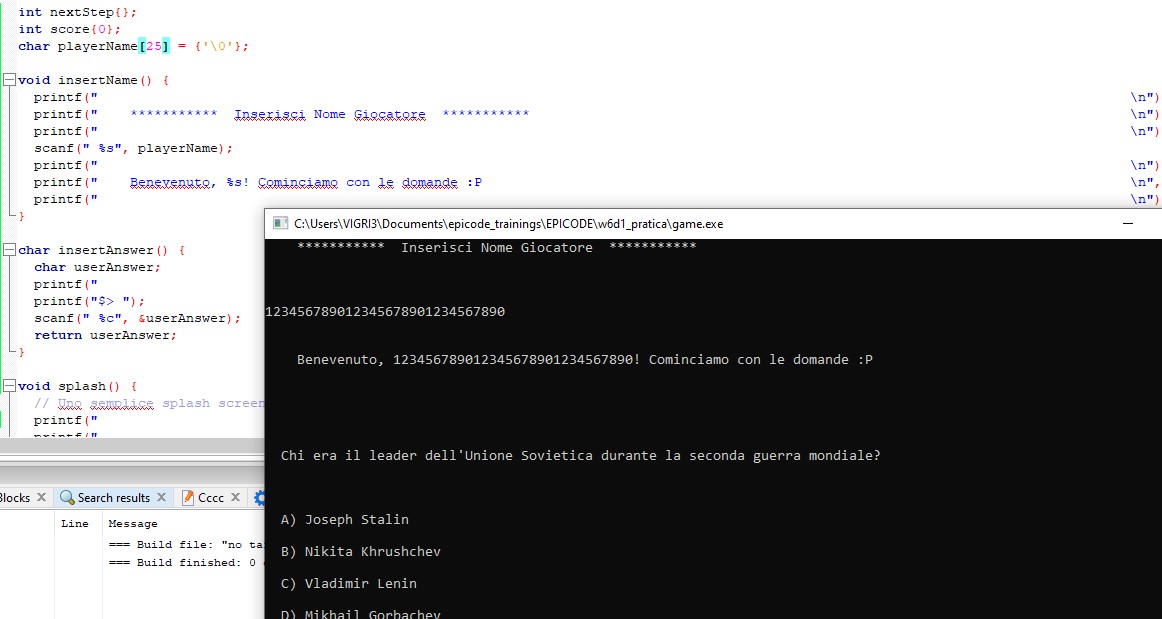 int nextStep{};
int score{0};
char playerName[25] = {'\0'};
void insertName() {
printf(" \n")
printf(" *********** Inserisci Nome Giocatore *********** \n")
printf(" \n")
scanf(" %s", playerName);
printf(" \n")
printf(" Benevenuto, %s! Cominciamo con le domande :P \n",
printf(" \n")
}
char insertAnswer() {
char userAnswer;
printf("
printf("$> ");
scanf(" %c", &userAnswer);
return userAnswer;
}
void splash() {
// Uno semplice splash screen
printf("
printf("
C:\Users\VIGRI3\Documents\epicode_trainings\EPICODE\w6d1_pratica\game.exe
*********** Inserisci Nome Giocatore ***********
123456789012345678901234567890
Benevenuto, 123456789012345678901234567890! Cominciamo con le domande :P
Chi era il leader dell'Unione Sovietica durante la seconda guerra mondiale?
A) Joseph Stalin
B) Nikita Khrushchev
C) Vladimir Lenin
D) Mikhail Gorbachev
Blocks Search results Cccc
Line Message
=== Build file: "no ta
=== Build finished: 0